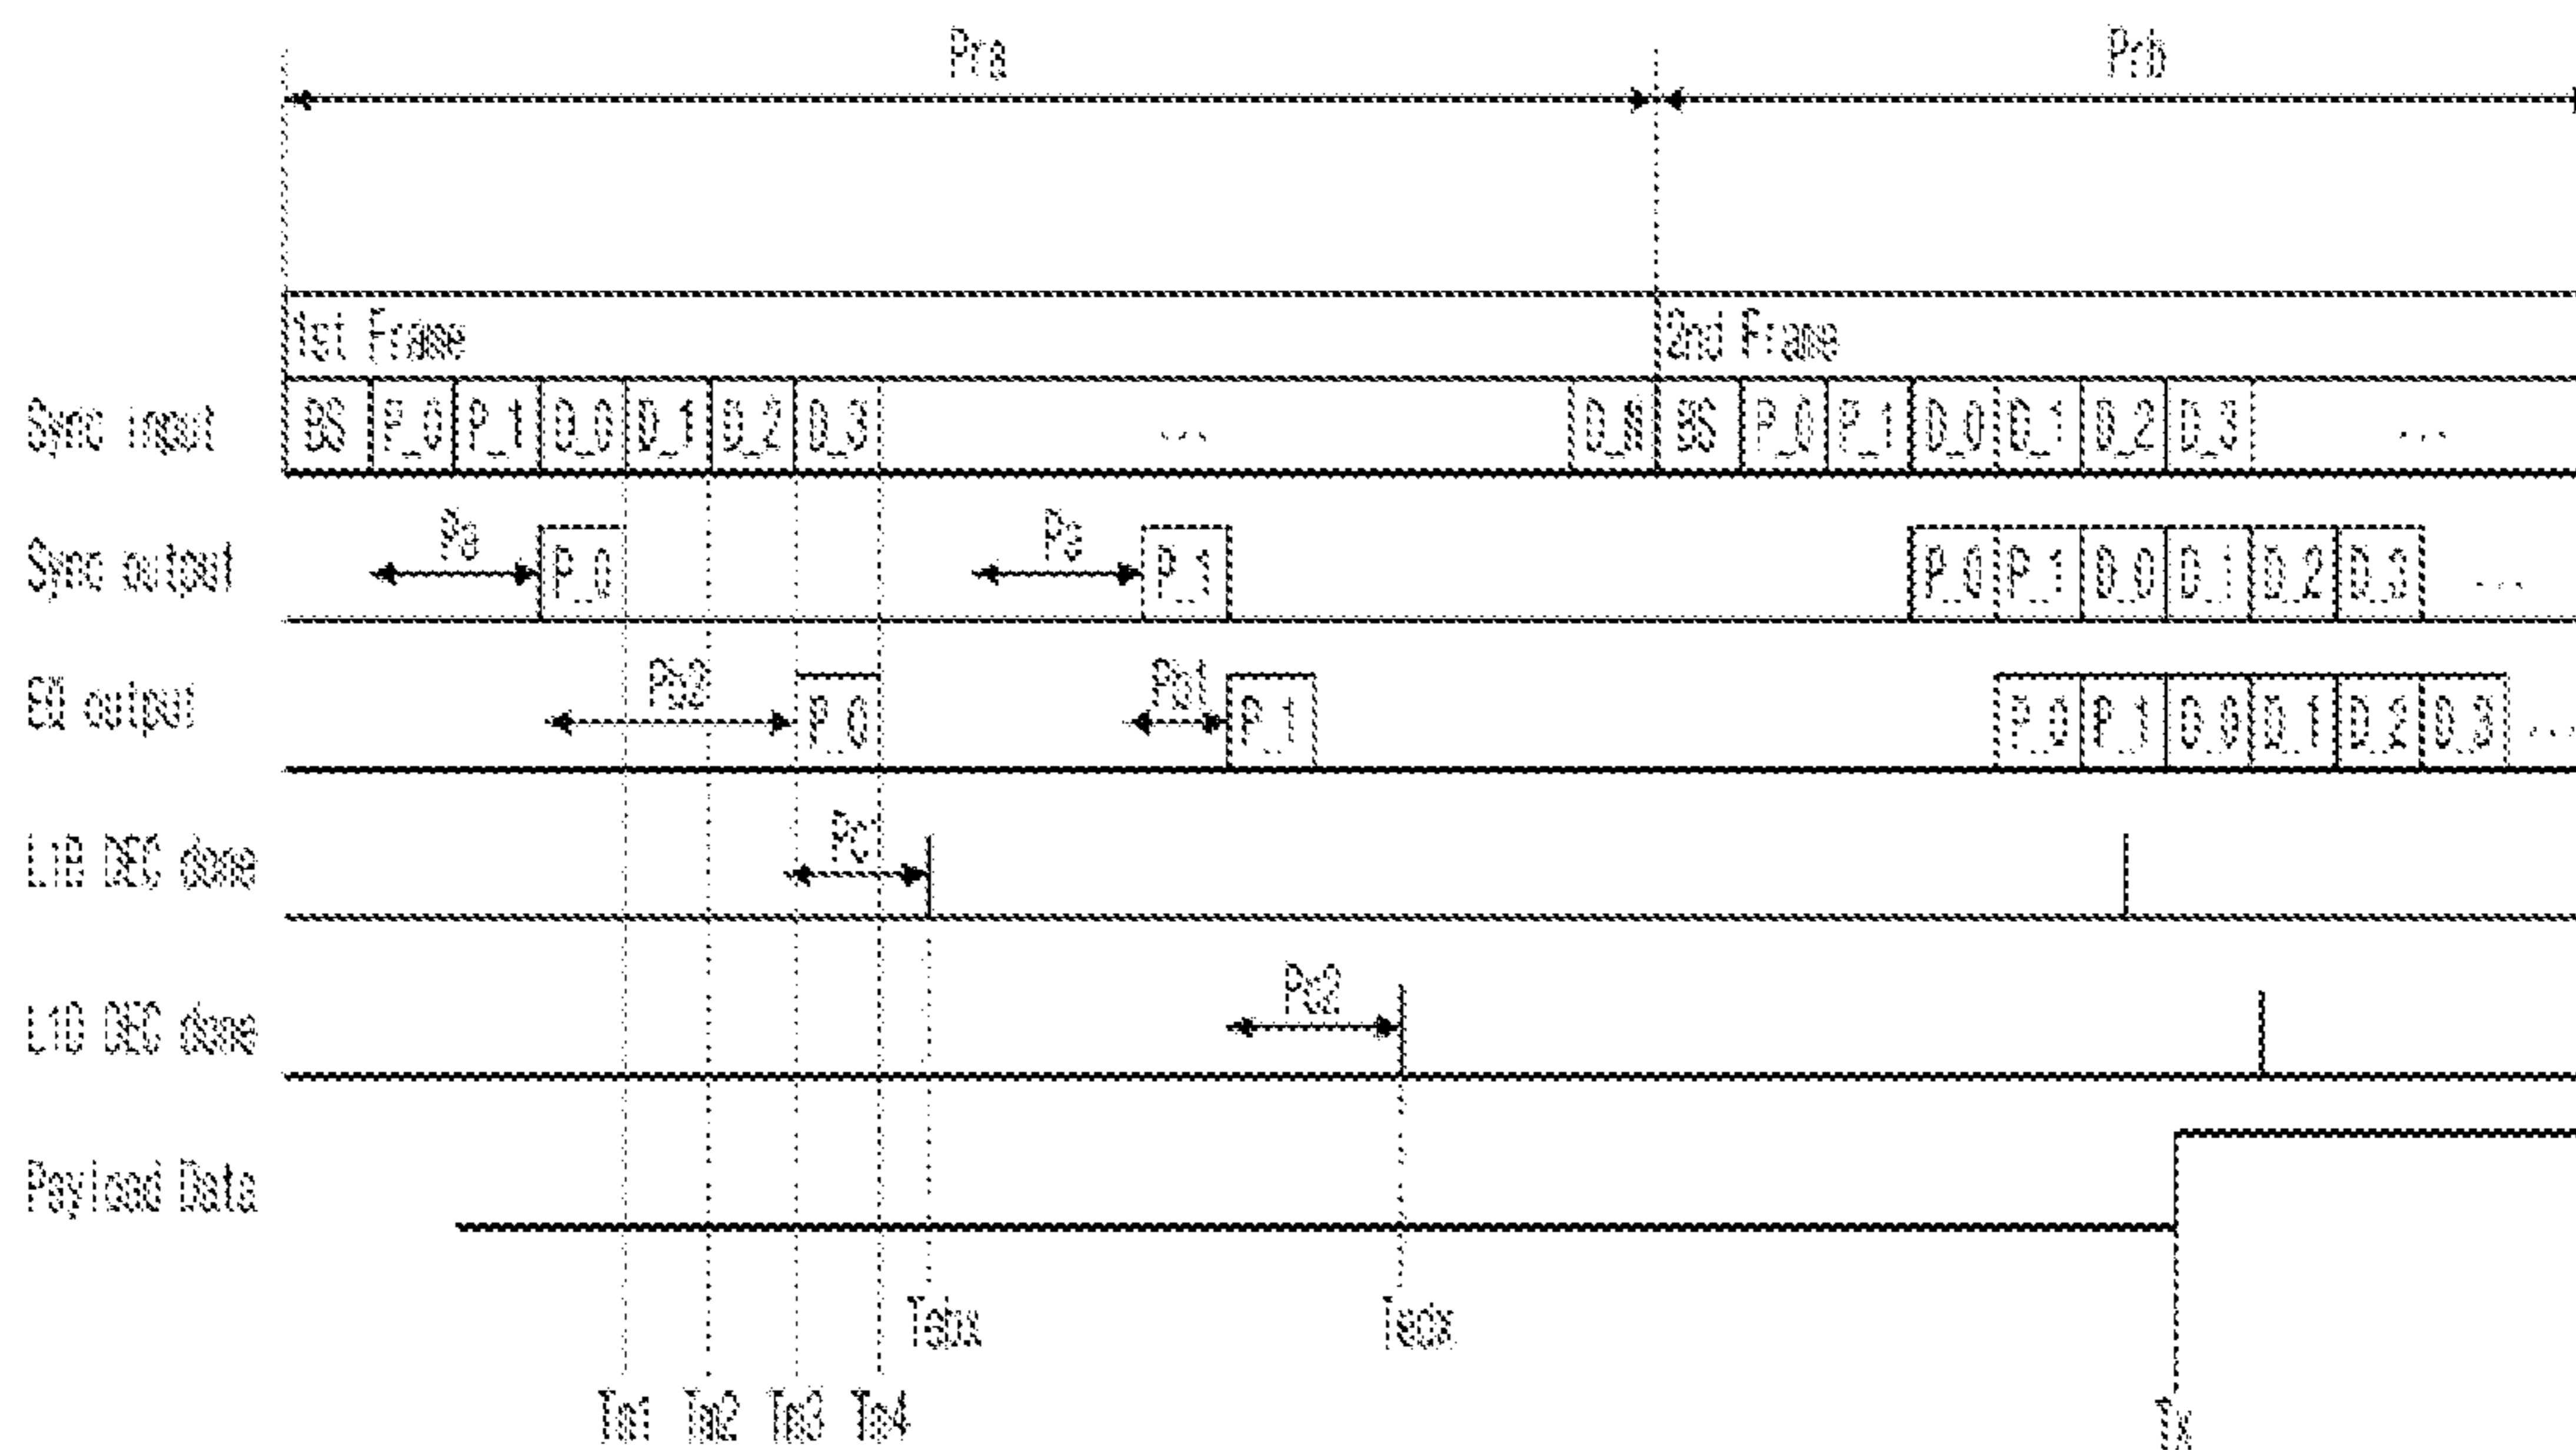 Pra Prb
1st Frame 2nd Frame
Sync input BS P_0 P_1 D_0 D_1 D_2 D_3 ... D_N BS P_0 P_1 D_0 D_1 D_2 D_3 ...
Sync output Pa P_0 Pa P_1 P_0 P_1 D_0 D_1 D_2 D_3 ...
EQ output P_0 Pb1 P_1 P_0 P_1 D_0 D_1 D_2 D_3 ...
L1B DEC done
L1D DEC done Pc2
Payload Data
Tebx Tedx
Tm1 Tm2 Tm3 Tm4 Tx